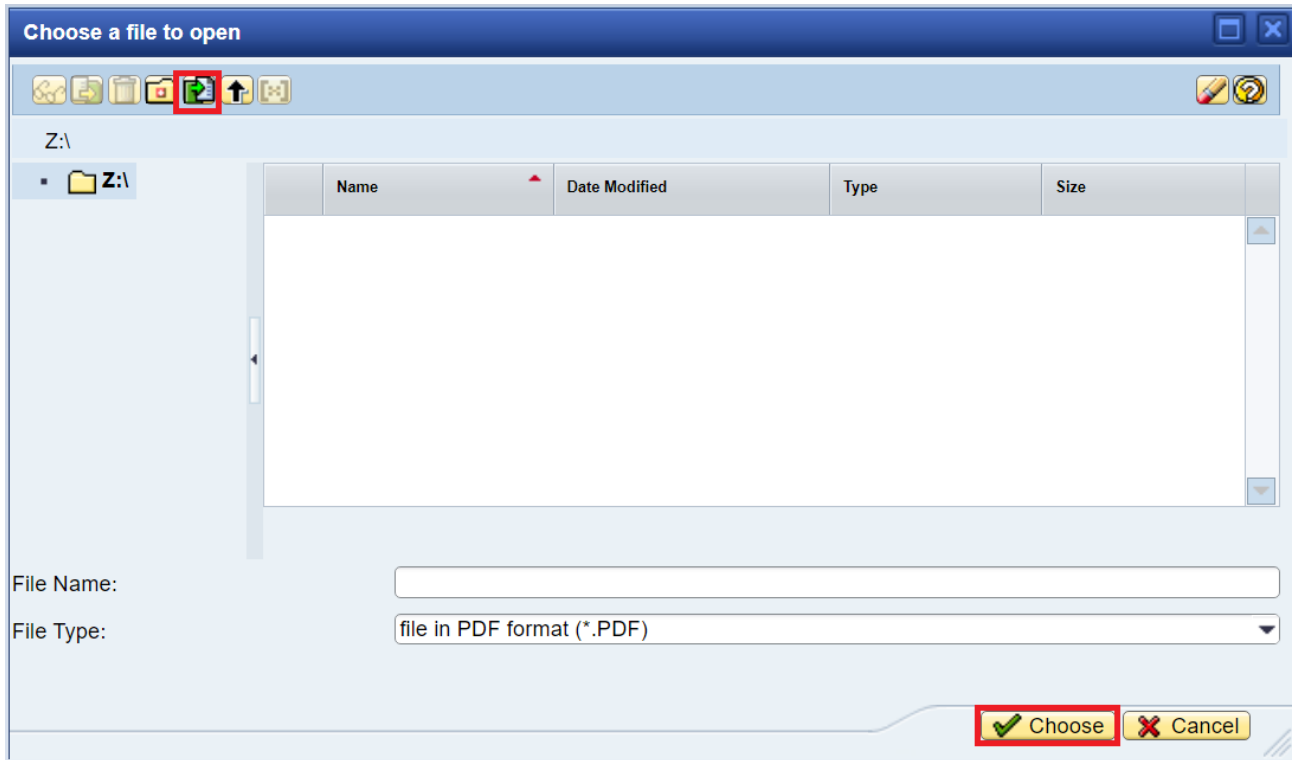 Choose a file to open
Z:\
Z:\
Name Date Modified Type Size
File Name:
File Type: file in PDF format (*.PDF)
Choose Cancel